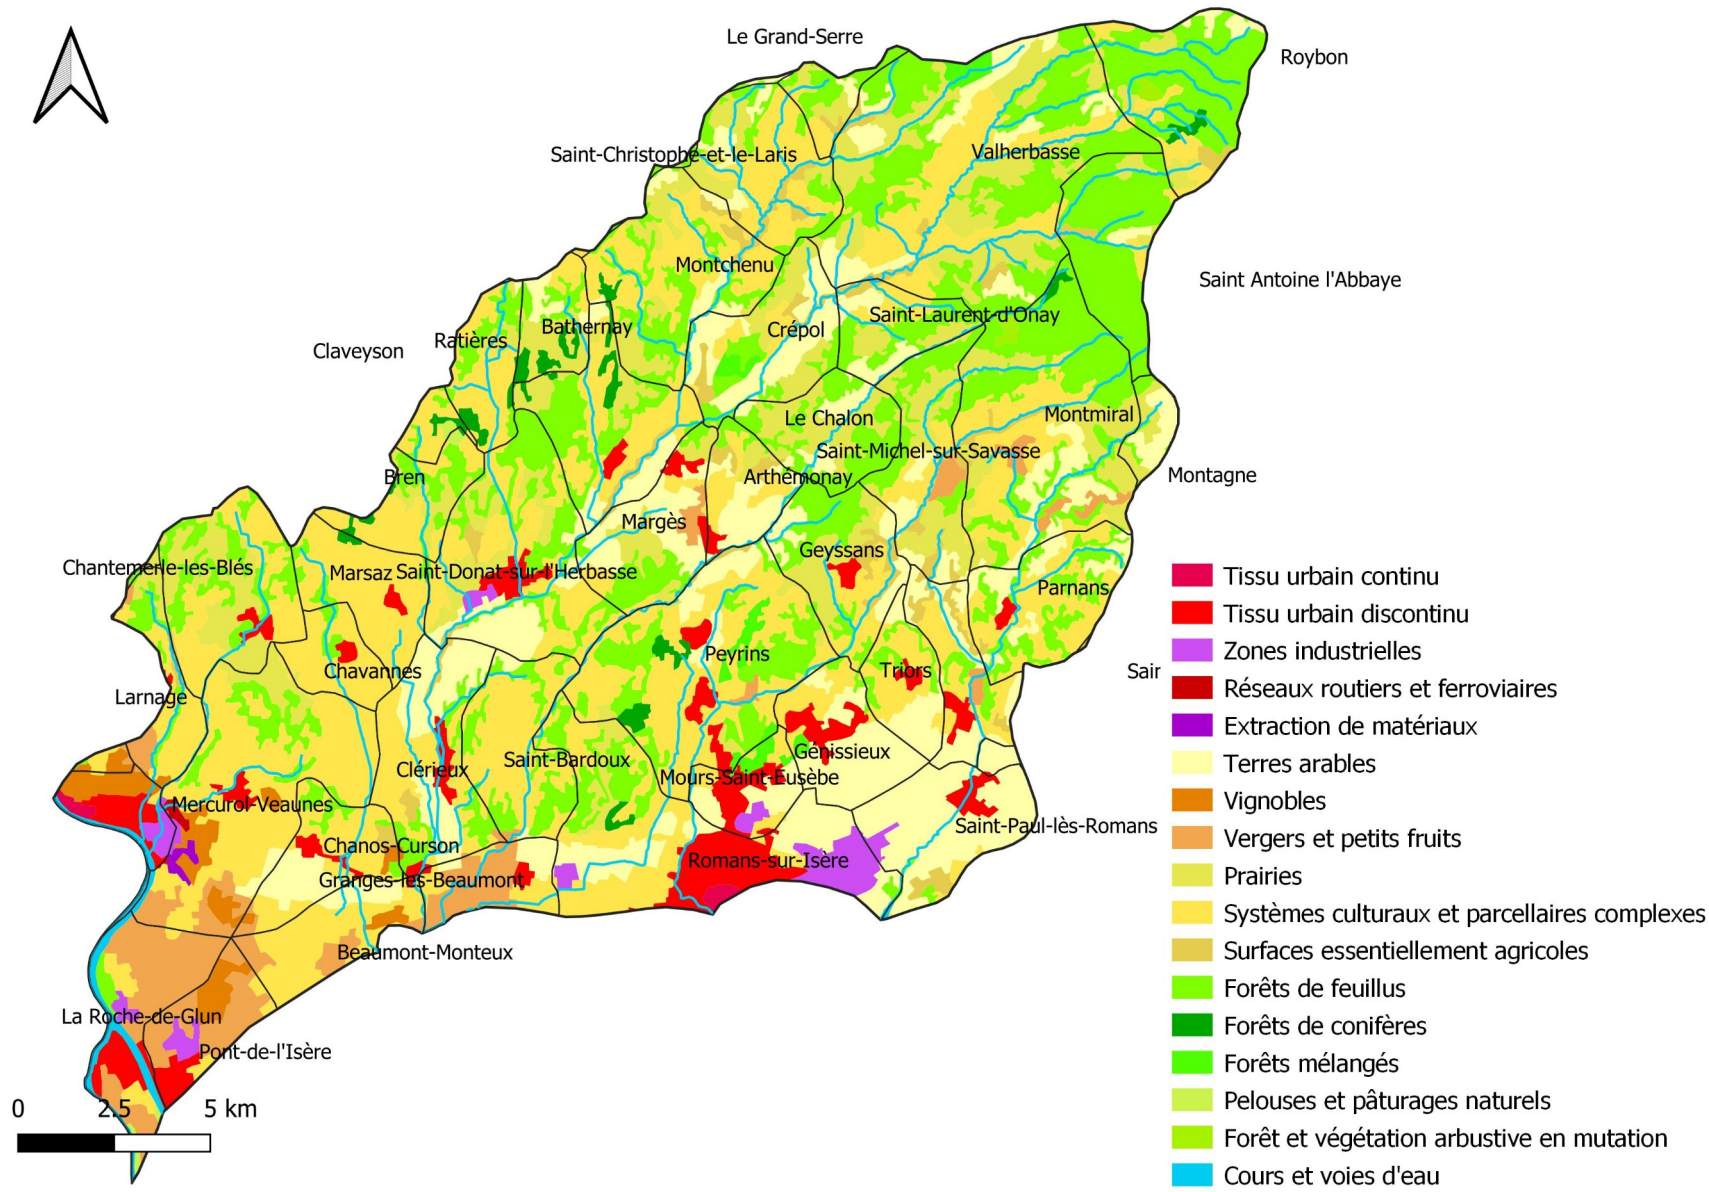 Le Grand-Serre
Roybon
Saint-Christophe-et-le-Laris
Valherbasse
Montchenu
Saint Antoine l'Abbaye
Saint-Laurent-d'Onay
Bathernay
Crépol
Ratières
Claveyson
Montmiral
Le Chalon
Saint-Michel-sur-Savasse
Bren
Arthémonay
Montagne
Margès
Geyssans
Chantemerle-les-Blés
Marsaz
Saint-Donat-sur-l'Herbasse
Parnans
Peyrins
Chavannes
Triors
Sair
Larnage
Génissieux
Saint-Bardoux
Clérieux
Mours-Saint-Eusèbe
Mercurol-Veaunes
Saint-Paul-lès-Romans
Chanos-Curson
Romans-sur-Isère
Granges-les-Beaumont
Beaumont-Monteux
La Roche-de-Glun
Pont-de-l'Isère
0 2.5 5 km
Tissu urbain continu
Tissu urbain discontinu
Zones industrielles
Réseaux routiers et ferroviaires
Extraction de matériaux
Terres arables
Vignobles
Vergers et petits fruits
Prairies
Systèmes culturaux et parcellaires complexes
Surfaces essentiellement agricoles
Forêts de feuillus
Forêts de conifères
Forêts mélangés
Pelouses et pâturages naturels
Forêt et végétation arbustive en mutation
Cours et voies d'eau